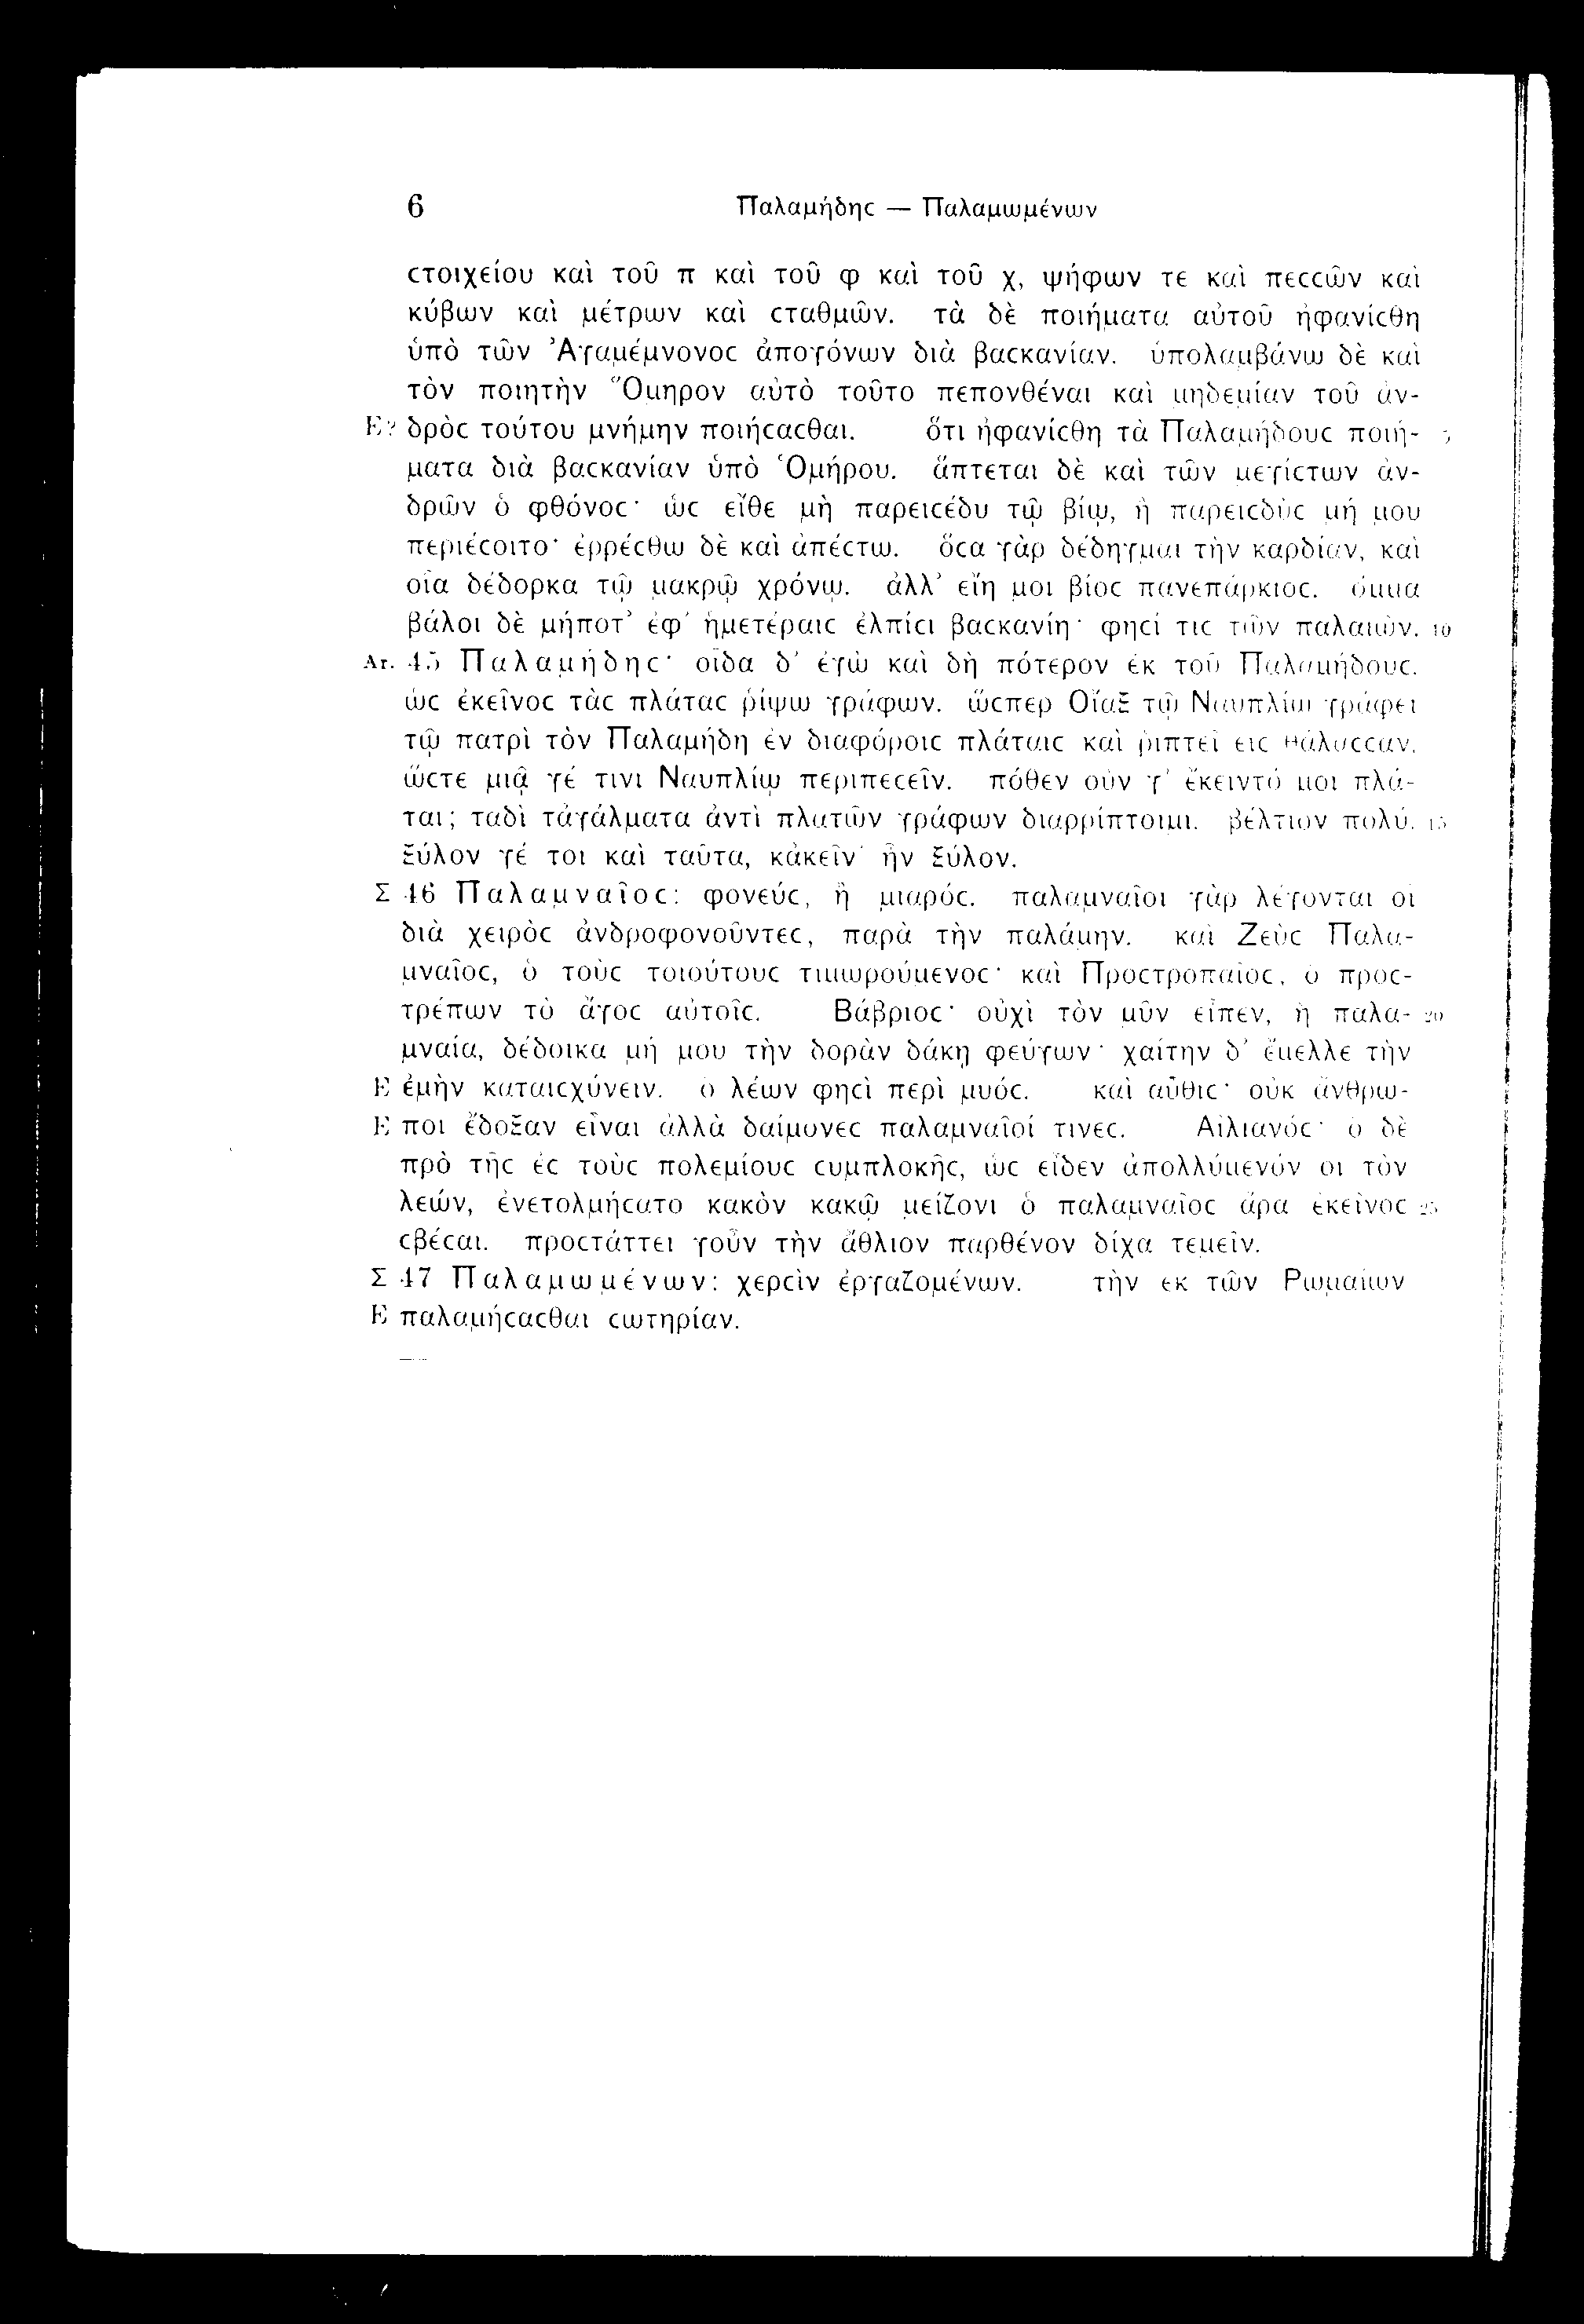 6 Παλαμήδηϲ — Παλαμωμένων
ϲτοιχείου καὶ τοῦ π καὶ τοῦ φ καὶ τοῦ χ, ψήφων τε καὶ πεϲϲῶν καὶ
κύβων καὶ μέτρων καὶ ϲταθμῶν. τὰ δὲ ποιήματα αὐτοῦ ἠφανίϲθη
ὑπὸ τῶν Ἀγαμέμνονοϲ ἀπογόνων διὰ βαϲκανίαν. ὑπολαμβάνω δὲ καὶ
τὸν ποιητὴν Ὅμηρον αὐτὸ τοῦτο πεπονθέναι καὶ μηδεμίαν τοῦ ἀν-
E? δρὸϲ τούτου μνήμην ποιήϲαϲθαι. ὅτι ἠφανίϲθη τὰ Παλαμήδουϲ ποιή- 5
ματα διὰ βαϲκανίαν ὑπὸ Ὁμήρου. ἅπτεται δὲ καὶ τῶν μεγίϲτων ἀν-
δρῶν ὁ φθόνοϲ· ὡϲ εἴθε μὴ παρειϲέδυ τῷ βίῳ, ἢ παρειϲδὺϲ μή μου
περιέϲοιτο· ἐρρέϲθω δὲ καὶ ἀπέϲτω. ὅϲα γὰρ δέδηγμαι τὴν καρδίαν, καὶ
οἷα δέδορκα τῷ μακρῷ χρόνῳ. ἀλλ’ εἴη μοι βίοϲ πανεπάρκιοϲ. ὄμμα
βάλοι δὲ μήποτ’ ἐφ’ ἡμετέραιϲ ἐλπίϲι βαϲκανίη· φηϲί τιϲ τῶν παλαιῶν. 10
Ar. 45 Παλαμήδηϲ· οἶδα δ’ ἐγὼ καὶ δὴ πότερον ἐκ τοῦ Παλαμήδουϲ.
ὡϲ ἐκεῖνοϲ τὰϲ πλάταϲ ῥίψω γράφων. ὥϲπερ Οἴαξ τῷ Ναυπλίῳ γράφει
τῷ πατρὶ τὸν Παλαμήδη ἐν διαφόροιϲ πλάταιϲ καὶ ῥιπτεῖ εἰϲ θάλαϲϲαν.
ὥϲτε μιᾷ γέ τινι Ναυπλίῳ περιπεϲεῖν. πόθεν οὖν γ’ ἔκειντό μοι πλά-
ται; ταδὶ τἀγάλματα ἀντὶ πλατῶν γράφων διαρρίπτοιμι. βέλτιον πολύ. 15
ξύλον γέ τοι καὶ ταῦτα, κἀκεῖν’ ἦν ξύλον.
Σ 46 Παλαμναῖοϲ: φονεύϲ, ἢ μιαρόϲ. παλαμναῖοι γὰρ λέγονται οἱ
διὰ χειρὸϲ ἀνδροφονοῦντεϲ, παρὰ τὴν παλάμην. καὶ Ζεὺϲ Παλα-
μναῖοϲ, ὁ τοὺϲ τοιούτουϲ τιμωρούμενοϲ· καὶ Προϲτροπαῖοϲ, ὁ προϲ-
τρέπων τὸ ἄγοϲ αὐτοῖϲ. Βάβριοϲ· οὐχὶ τὸν μῦν εἶπεν, ἡ παλα- 20
μναία, δέδοικα μή μου τὴν δορὰν δάκῃ φεύγων· χαίτην δ’ ἔμελλε τὴν
E ἐμὴν καταιϲχύνειν. ὁ λέων φηϲὶ περὶ μυόϲ. καὶ αὖθιϲ· οὐκ ἄνθρω-
E ποι ἔδοξαν εἶναι ἀλλὰ δαίμονεϲ παλαμναῖοί τινεϲ. Αἰλιανόϲ· ὁ δὲ
πρὸ τῆϲ ἐϲ τοὺϲ πολεμίουϲ ϲυμπλοκῆϲ, ὡϲ εἶδεν ἀπολλύμενόν οἱ τὸν
λεών, ἐνετολμήϲατο κακὸν κακῷ μείζονι ὁ παλαμναῖοϲ ἄρα ἐκεῖνοϲ 25
ϲβέϲαι. προϲτάττει γοῦν τὴν ἄθλιον παρθένον δίχα τεμεῖν.
Σ 47 Παλαμωμένων: χερϲὶν ἐργαζομένων. τὴν ἐκ τῶν Ῥωμαίων
E παλαμήϲαϲθαι ϲωτηρίαν.